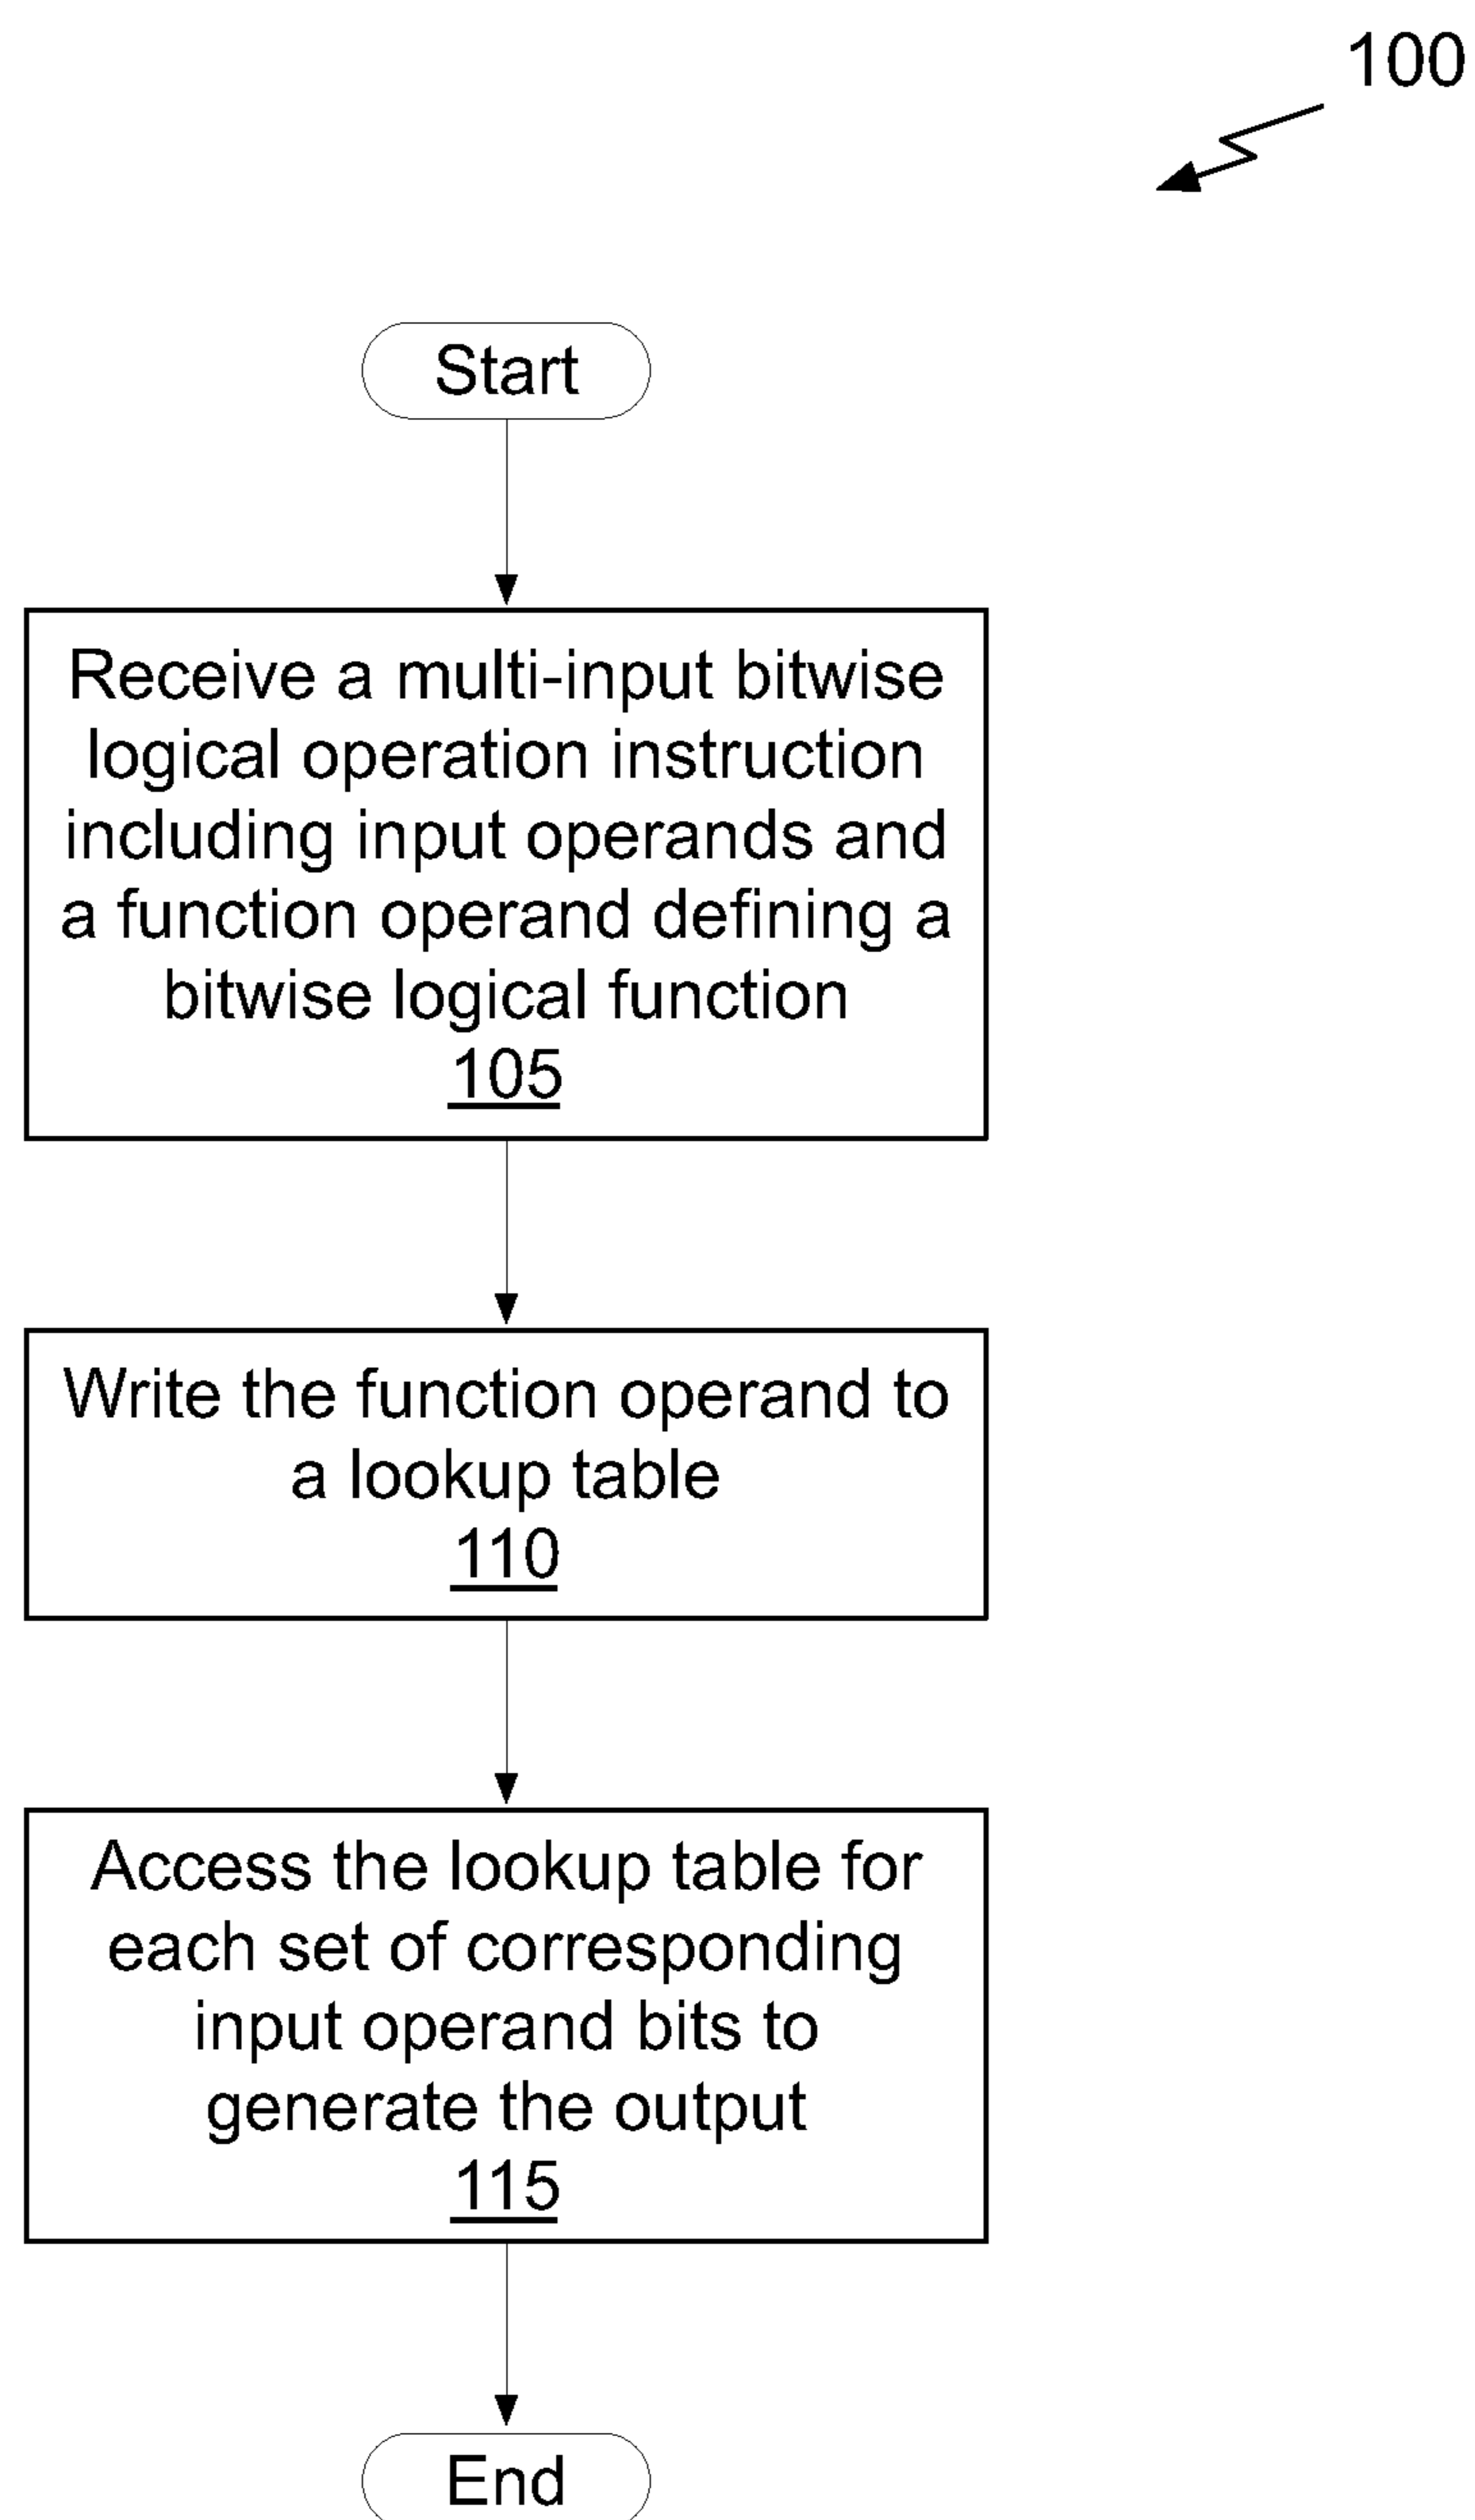 100
Start
Receive a multi-input bitwise
logical operation instruction
including input operands and
a function operand defining a
bitwise logical function
105
Write the function operand to
a lookup table
110
Access the lookup table for
each set of corresponding
input operand bits to
generate the output
115
End